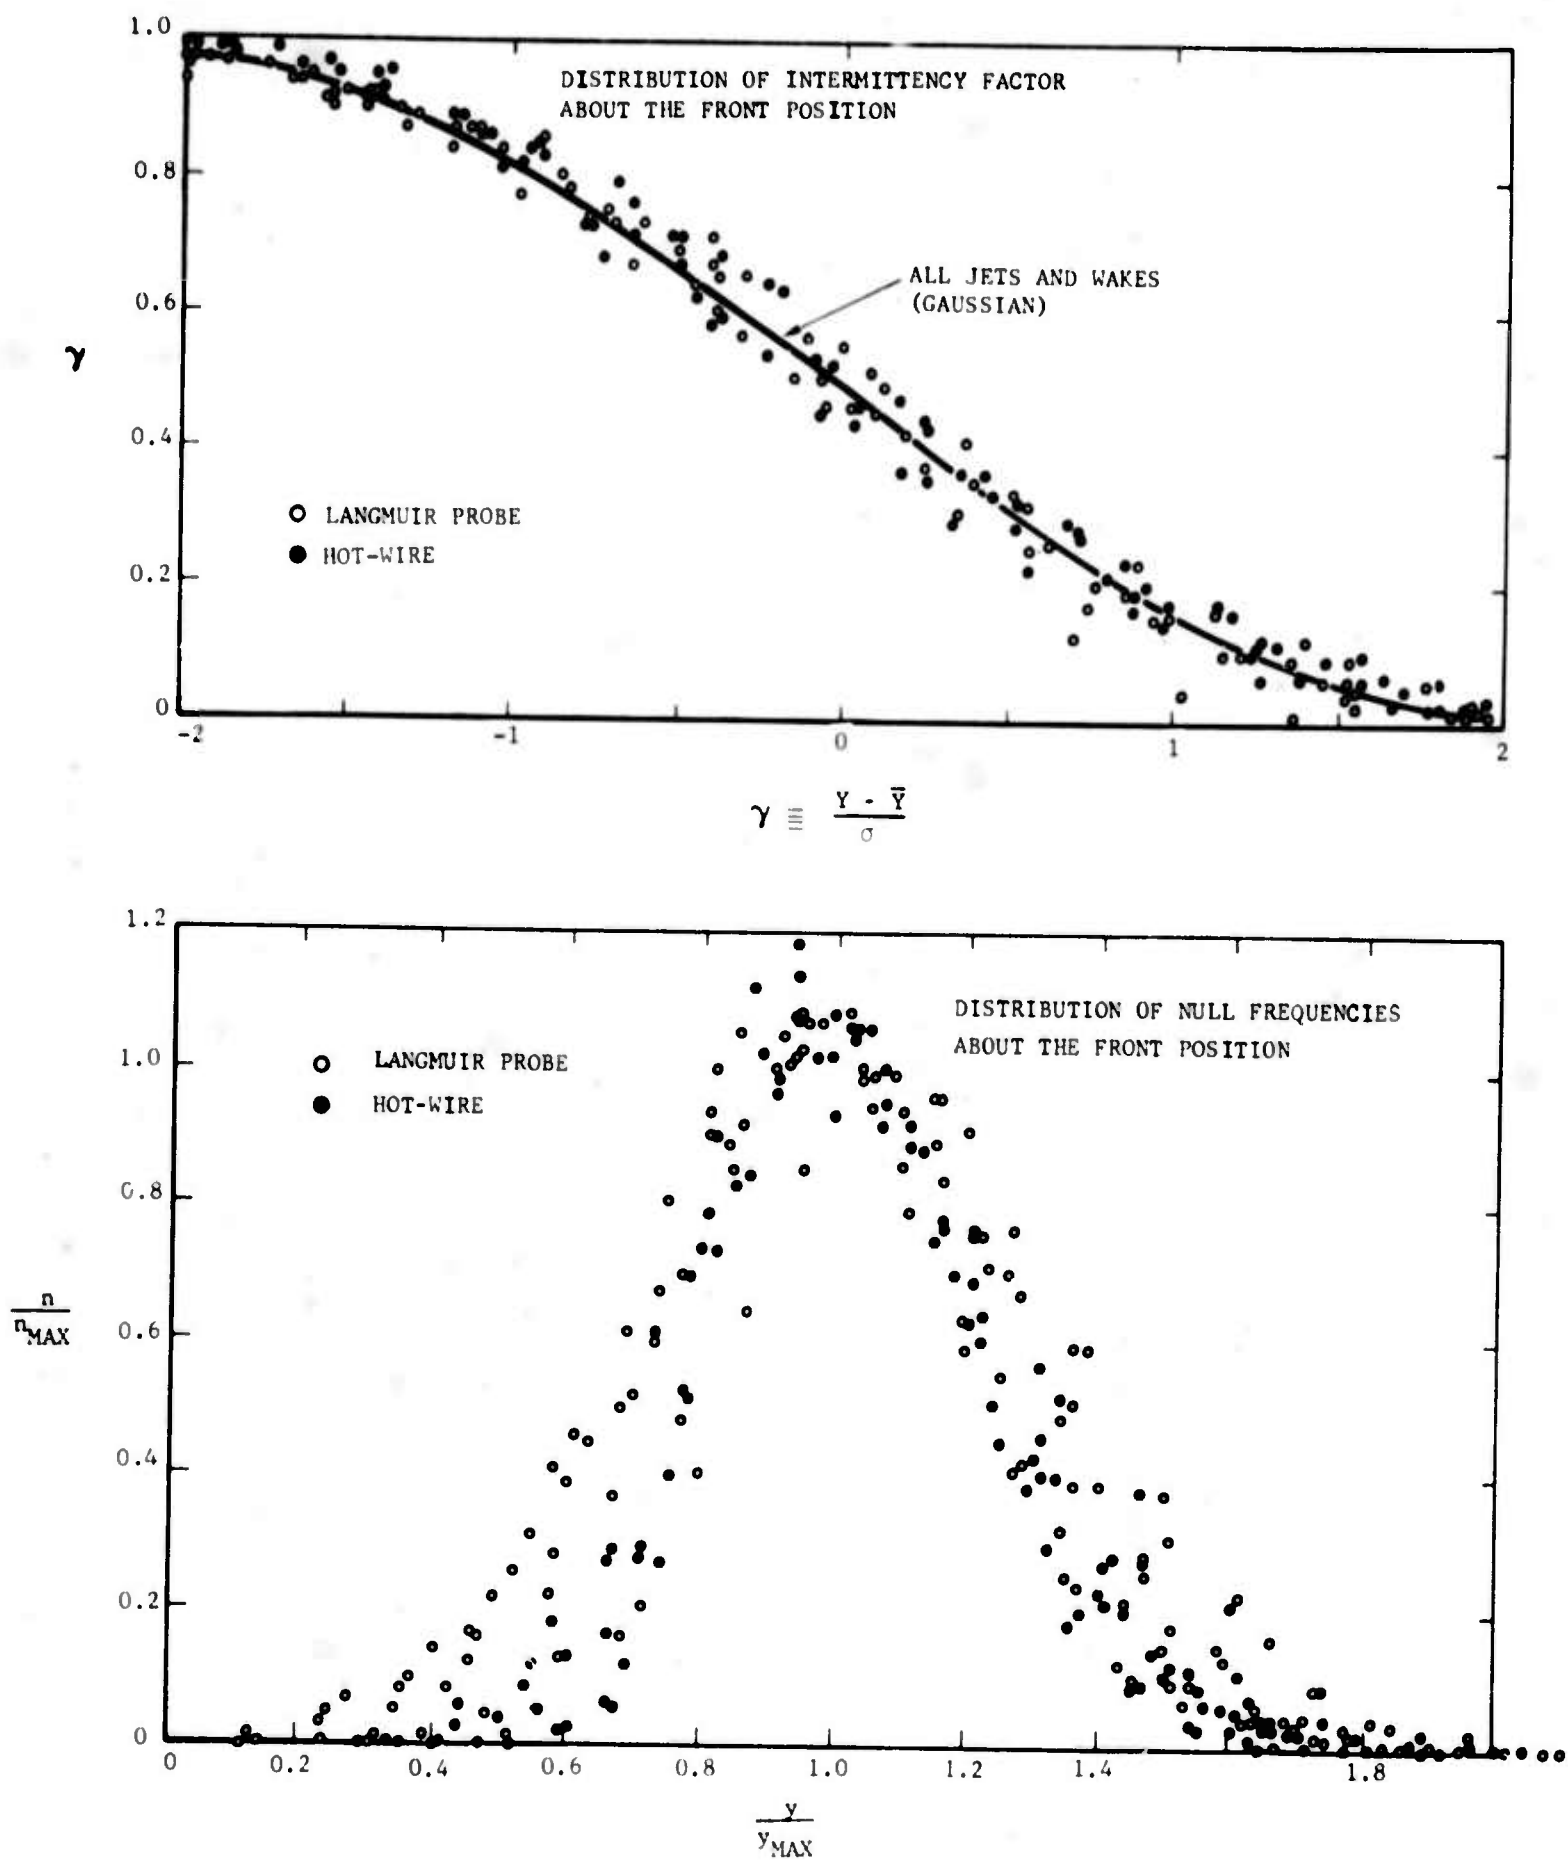 1.0
DISTRIBUTION OF INTERMITTENCY FACTOR
ABOUT THE FRONT POSITION
0.8
ALL JETS AND WAKES
(GAUSSIAN)
0.6
γ
0.4
○ LANGMUIR PROBE
● HOT-WIRE
0.2
0
-2 -1 0 1 2
γ ≡ Y - Y̅ / σ
1.2
DISTRIBUTION OF NULL FREQUENCIES
ABOUT THE FRONT POSITION
1.0
○ LANGMUIR PROBE
● HOT-WIRE
0.8
n / nMAX
0.6
0.4
0.2
0
0 0.2 0.4 0.6 0.8 1.0 1.2 1.4 1.8
y / yMAX